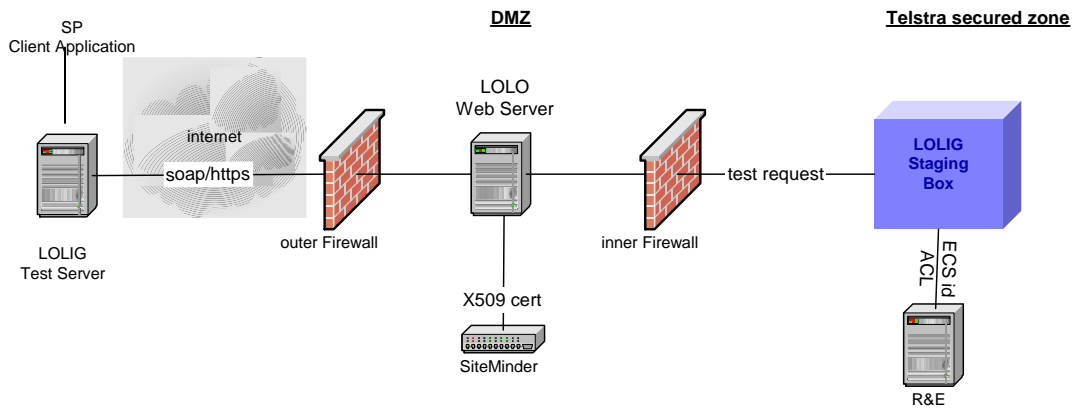 SP
Client Application
DMZ
Telstra secured zone
LOLO
Web Server
internet
soap/https
LOLIG
Staging
Box
test request
outer Firewall
inner Firewall
LOLIG
Test Server
X509 cert
ECS id
ACL
SiteMinder
R&E